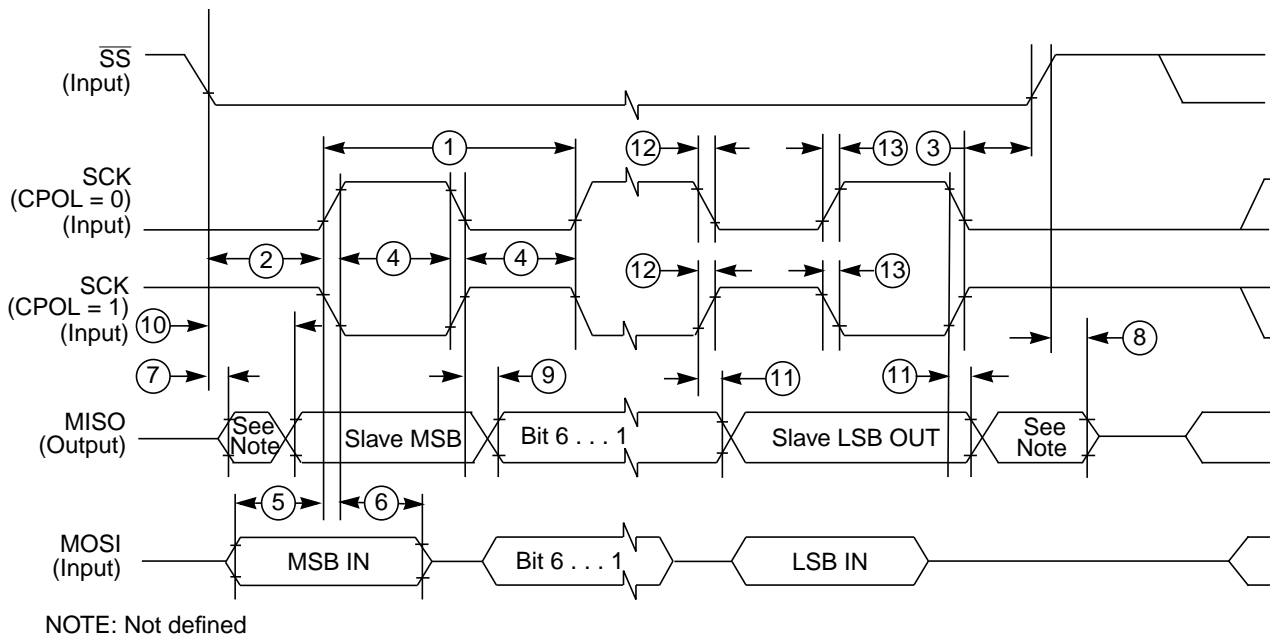 S̅S̅
(Input)
1
12
13
3
SCK
(CPOL = 0)
(Input)
2
4
4
12
13
SCK
(CPOL = 1)
(Input)
10
8
7
9
11
11
MISO
(Output)
See
Note
Slave MSB
Bit 6 . . . 1
Slave LSB OUT
See
Note
5
6
MOSI
(Input)
MSB IN
Bit 6 . . . 1
LSB IN
NOTE: Not defined